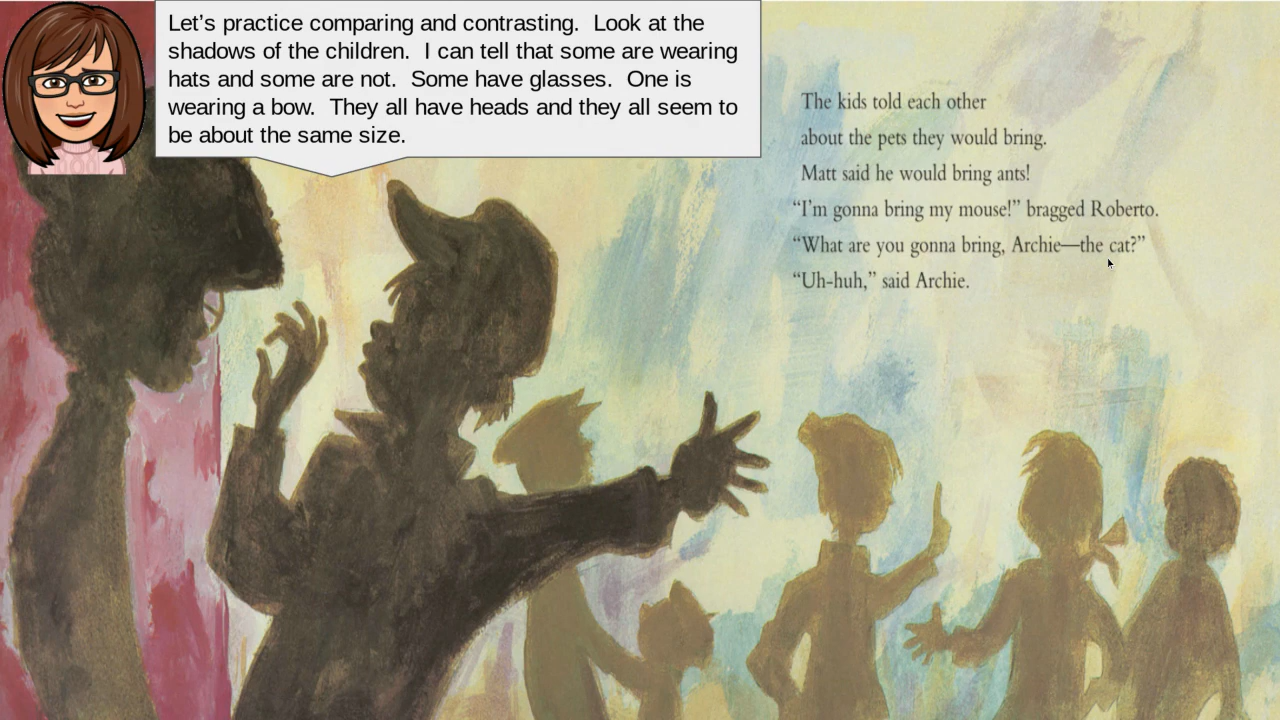 Let’s practice comparing and contrasting.  Look at the
shadows of the children.  I can tell that some are wearing
hats and some are not.  Some have glasses.  One is
wearing a bow.  They all have heads and they all seem to
be about the same size.
The kids told each other
about the pets they would bring.
Matt said he would bring ants!
“I’m gonna bring my mouse!” bragged Roberto.
“What are you gonna bring, Archie—the cat?”
“Uh-huh,” said Archie.